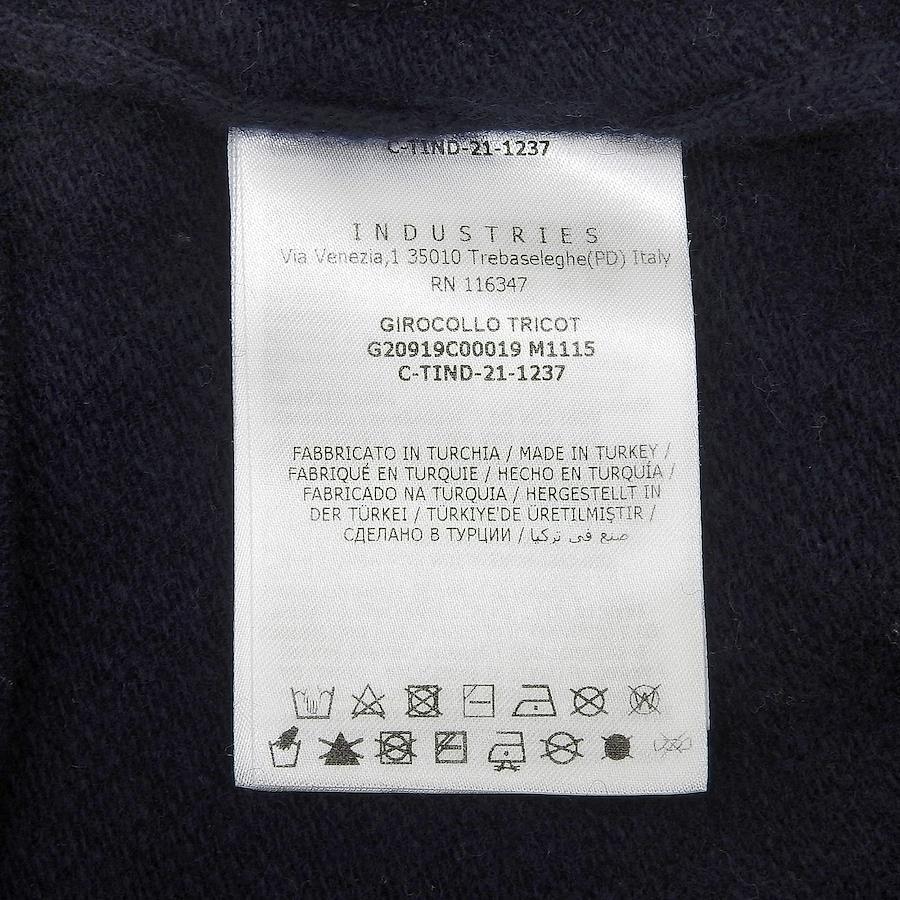 C-TIND-21-1237
INDUSTRIES
Via Venezia,1 35010 Trebaseleghe(PD) Italy
RN 116347
GIROCOLLO TRICOT
G20919C00019 M1115
C-TIND-21-1237
FABBRICATO IN TURCHIA / MADE IN TURKEY /
FABRIQUÉ EN TURQUIE / HECHO EN TURQUÍA /
FABRICADO NA TURQUIA / HERGESTELLT IN
DER TÜRKEI / TÜRKIYE'DE ÜRETILMIŞTIR /
СДЕЛАНО В ТУРЦИИ / صنع في تركيا